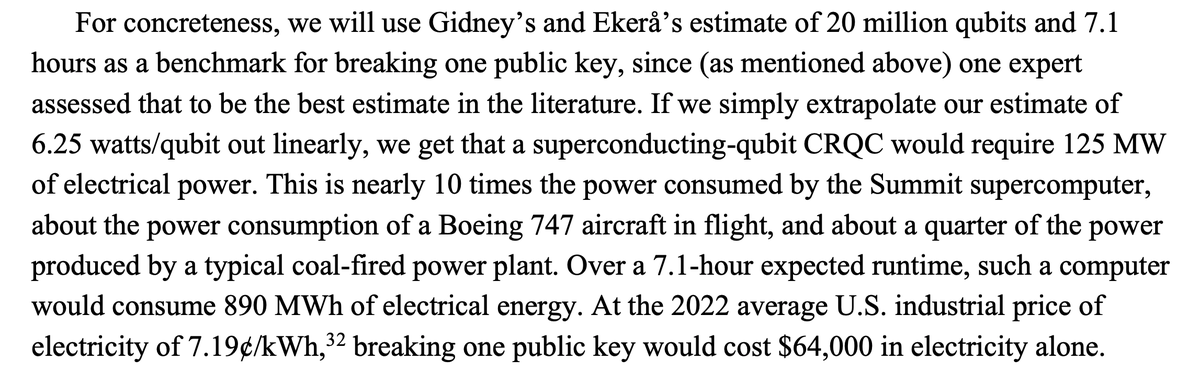 For concreteness, we will use Gidney’s and Ekerå’s estimate of 20 million qubits and 7.1
hours as a benchmark for breaking one public key, since (as mentioned above) one expert
assessed that to be the best estimate in the literature. If we simply extrapolate our estimate of
6.25 watts/qubit out linearly, we get that a superconducting-qubit CRQC would require 125 MW
of electrical power. This is nearly 10 times the power consumed by the Summit supercomputer,
about the power consumption of a Boeing 747 aircraft in flight, and about a quarter of the power
produced by a typical coal-fired power plant. Over a 7.1-hour expected runtime, such a computer
would consume 890 MWh of electrical energy. At the 2022 average U.S. industrial price of
electricity of 7.19¢/kWh,³² breaking one public key would cost $64,000 in electricity alone.